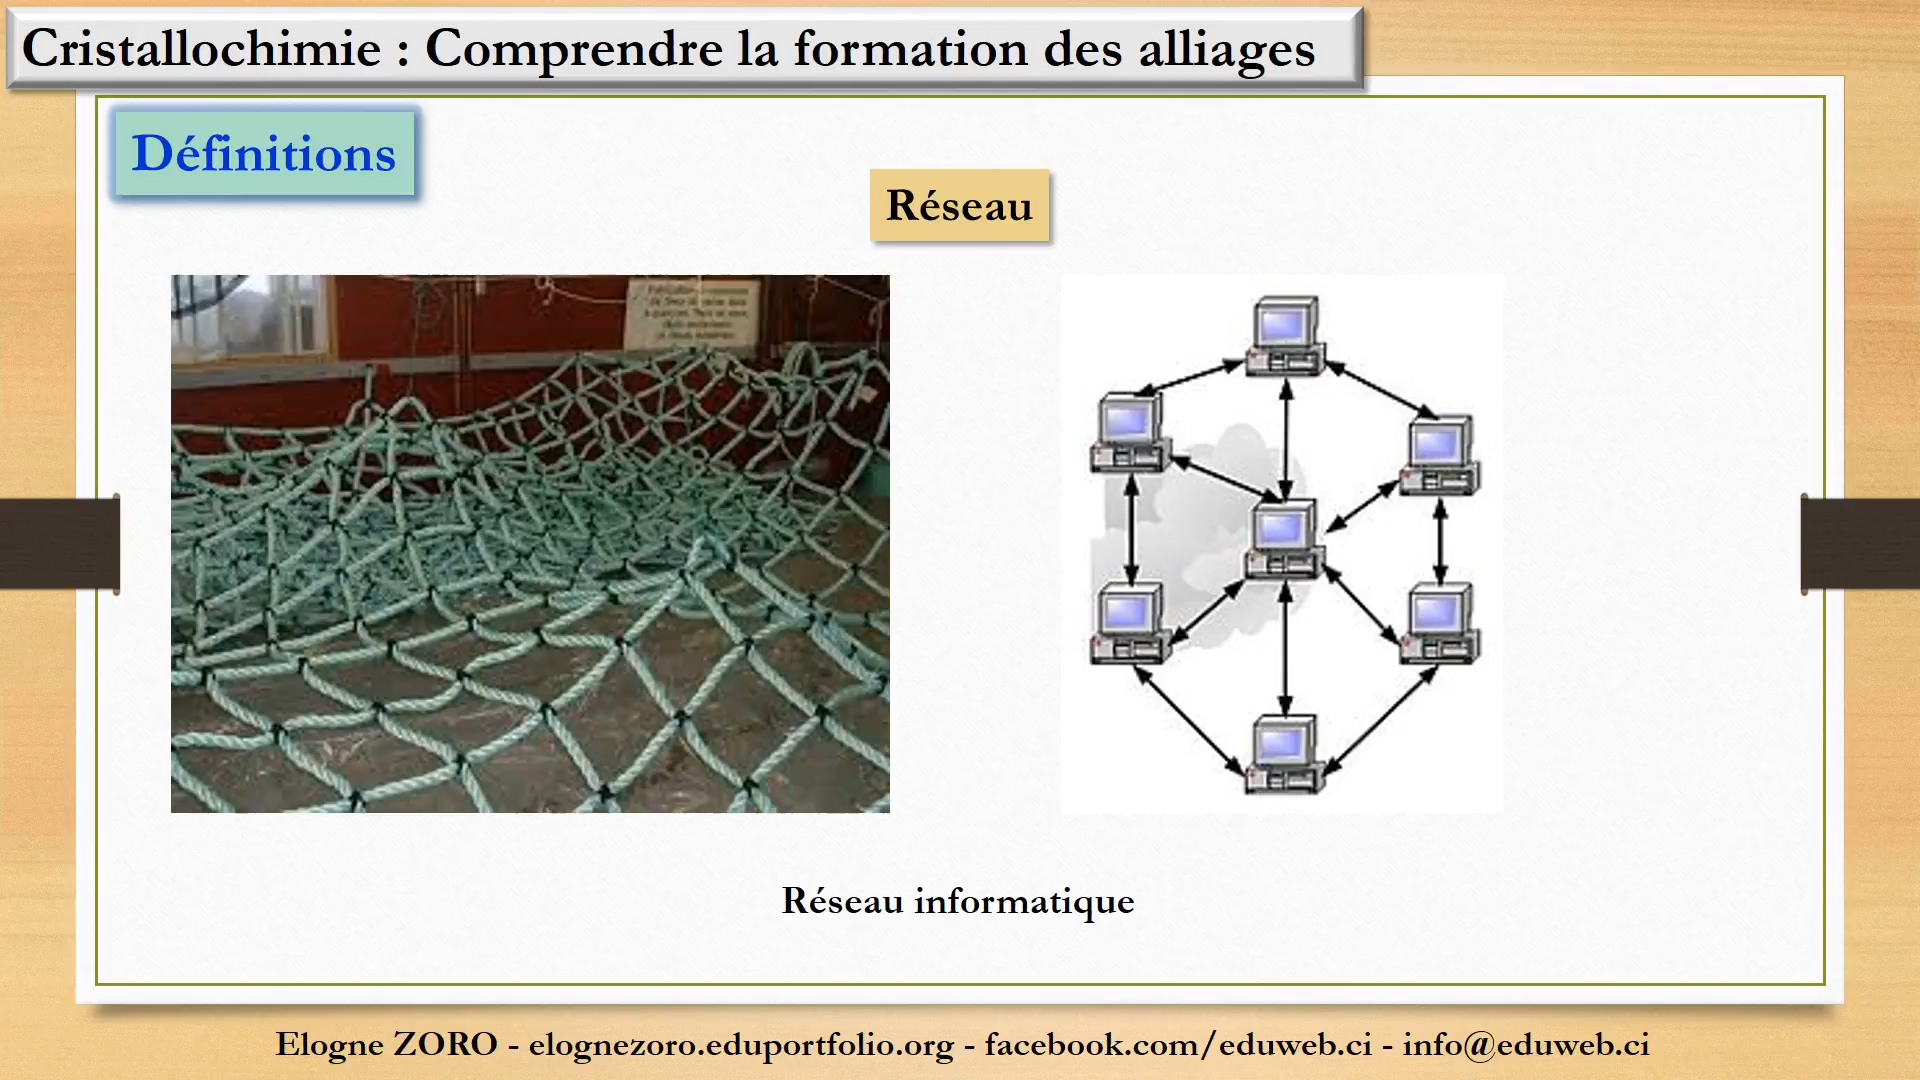 Cristallochimie : Comprendre la formation des alliages
Définitions
Réseau
Réseau informatique
Elogne ZORO - elognezoro.eduportfolio.org - facebook.com/eduweb.ci - info@eduweb.ci